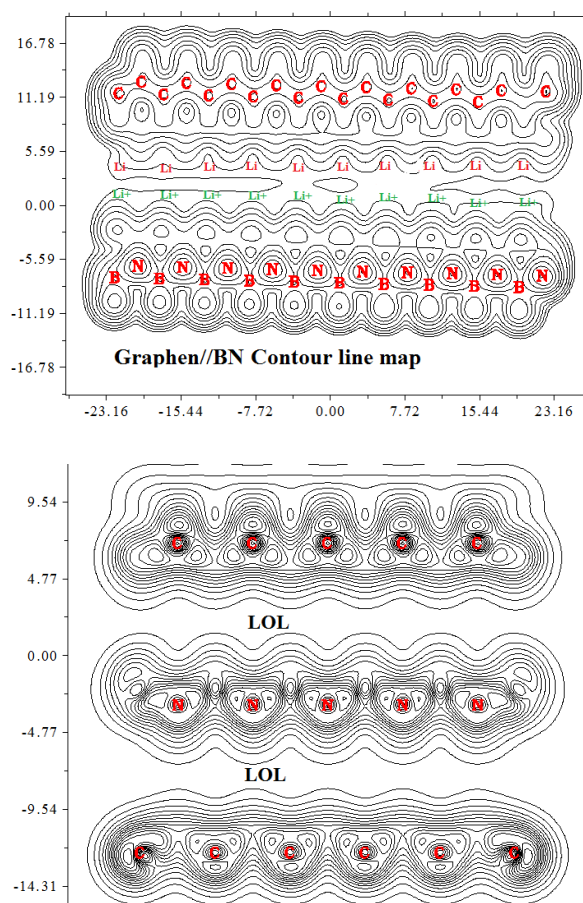 16.78
C C C C C C C C C C C C C C C C C C C
11.19
5.59
Li Li Li Li Li Li Li Li Li Li
Li+ Li+ Li+ Li+ Li+ Li+ Li+ Li+ Li+ Li+
0.00
-5.59
B N B N B N B N B N B N B N B N B N B N
-11.19
Graphen//BN Contour line map
-16.78
-23.16 -15.44 -7.72 0.00 7.72 15.44 23.16
9.54
C C C C C
4.77
LOL
0.00
N N N N N
-4.77
LOL
-9.54
C C C C C C
-14.31